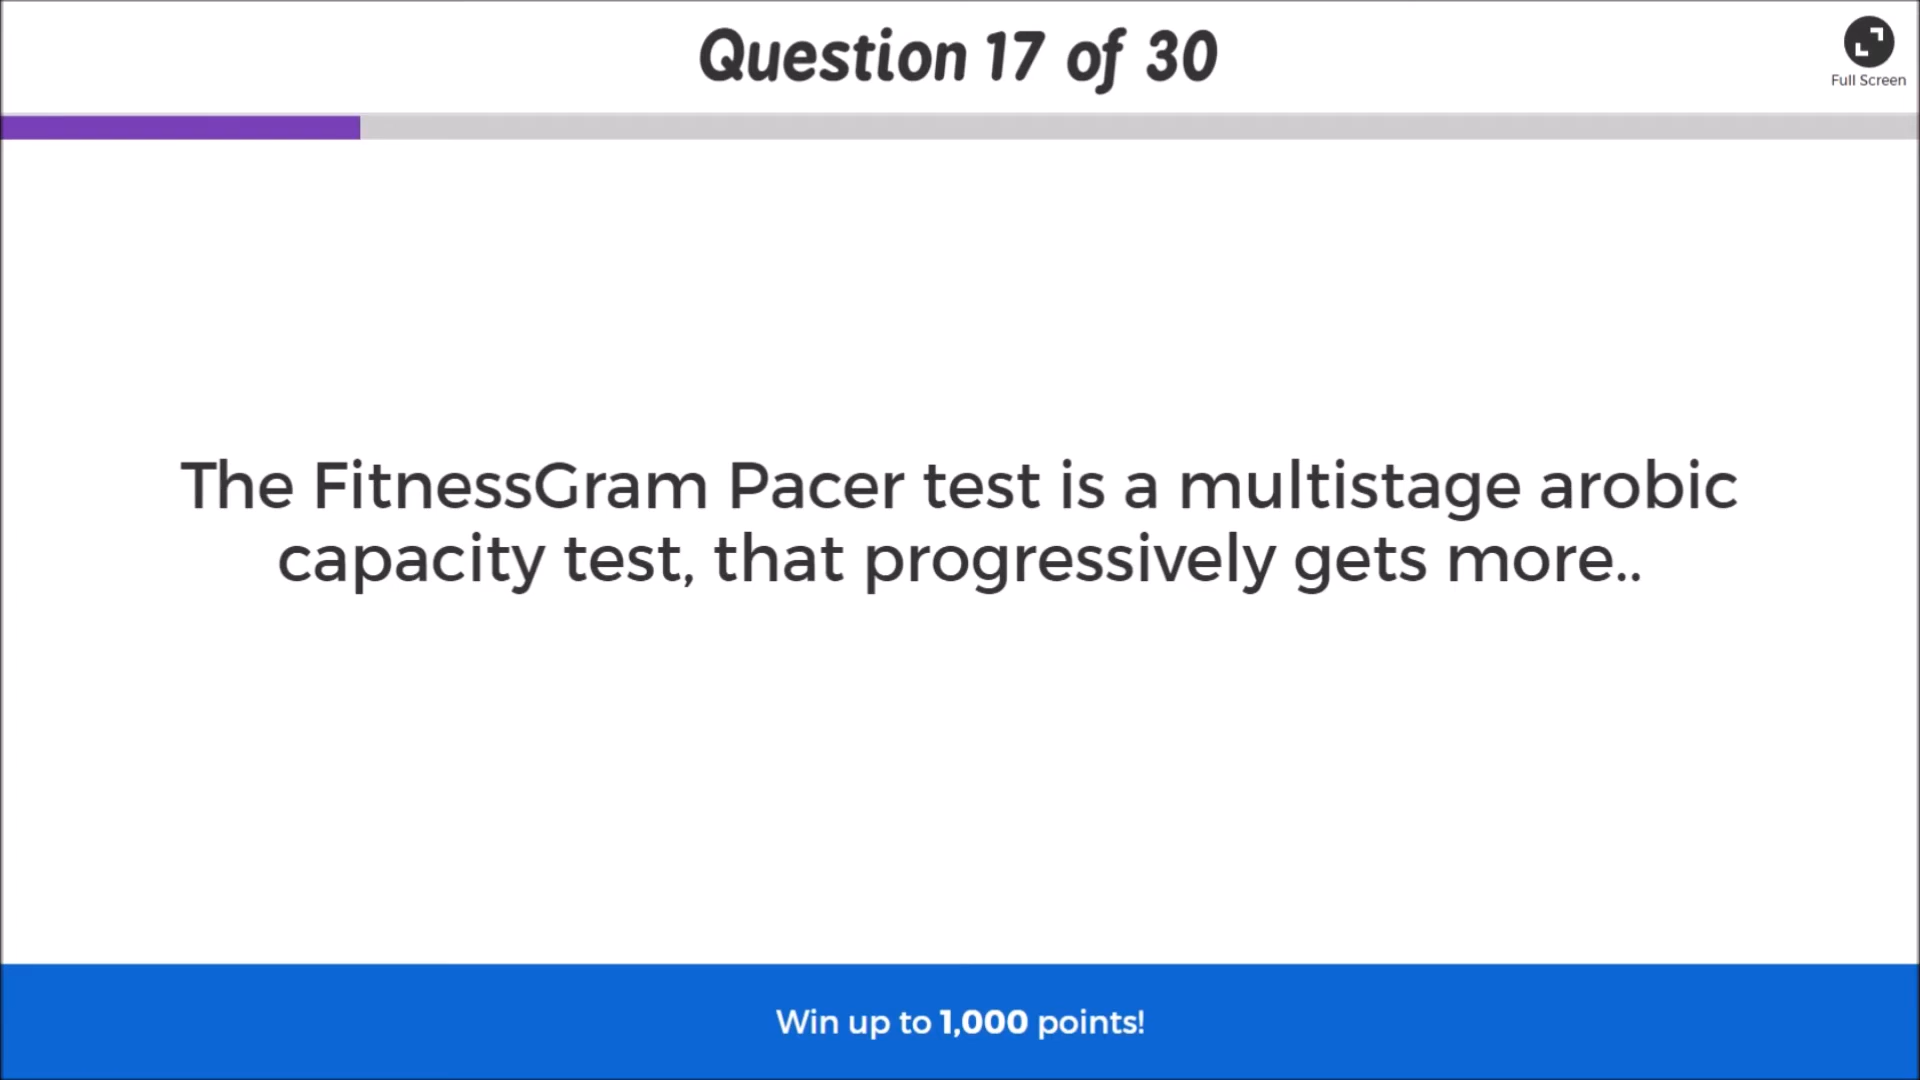 Question 17 of 30
Full Screen
The FitnessGram Pacer test is a multistage arobic
capacity test, that progressively gets more..
Win up to 1,000 points!